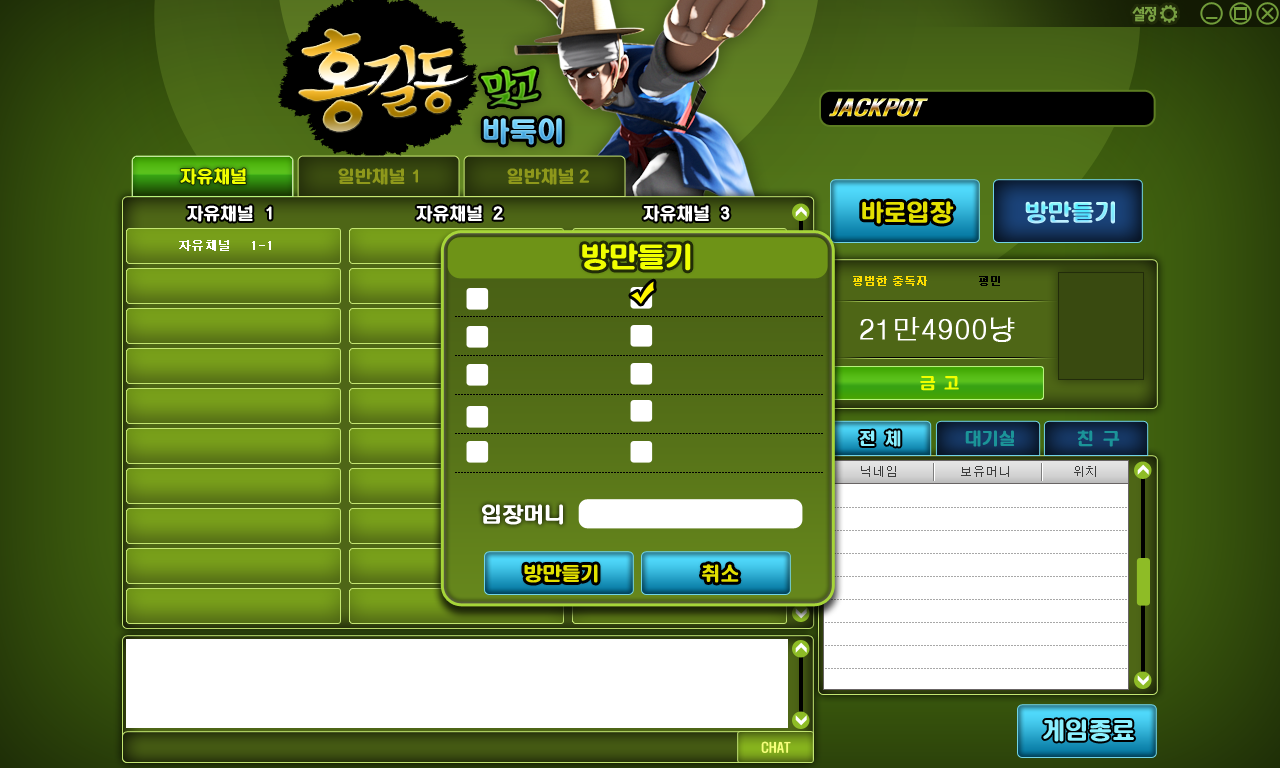 설정
홍길동
맞고
바둑이
JACKPOT
자유채널
일반채널 1
일반채널 2
바로입장
방만들기
자유채널 1
자유채널 2
자유채널 3
자유채널 1-1
방만들기
평범한 중독자
평민
21만4900냥
금 고
전 체
대기실
친 구
닉네임
보유머니
위치
입장머니
방만들기
취소
게임종료
CHAT